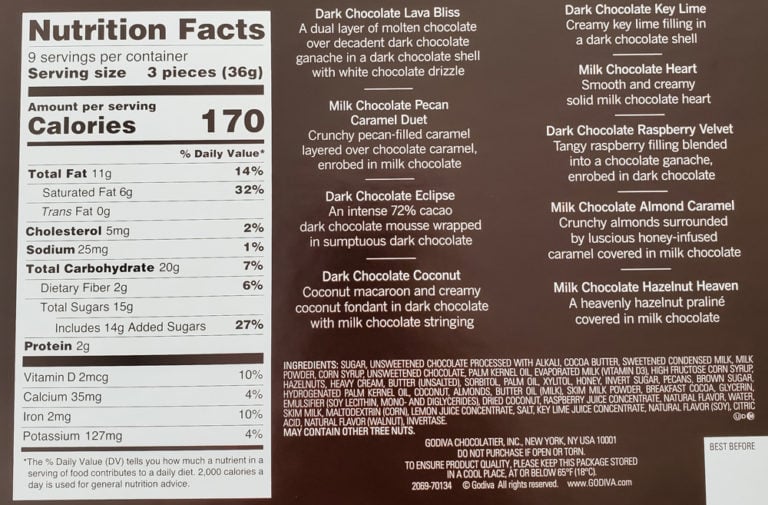 Nutrition Facts
9 servings per container
Serving size 3 pieces (36g)
Amount per serving
Calories 170
% Daily Value*
Total Fat 11g 14%
Saturated Fat 6g 32%
Trans Fat 0g
Cholesterol 5mg 2%
Sodium 25mg 1%
Total Carbohydrate 20g 7%
Dietary Fiber 2g 6%
Total Sugars 15g
Includes 14g Added Sugars 27%
Protein 2g
Vitamin D 2mcg 10%
Calcium 35mg 4%
Iron 2mg 10%
Potassium 127mg 4%
*The % Daily Value (DV) tells you how much a nutrient in a
serving of food contributes to a daily diet. 2,000 calories a
day is used for general nutrition advice.
Dark Chocolate Lava Bliss
A dual layer of molten chocolate
over decadent dark chocolate
ganache in a dark chocolate shell
with white chocolate drizzle
Milk Chocolate Pecan
Caramel Duet
Crunchy pecan-filled caramel
layered over chocolate caramel,
enrobed in milk chocolate
Dark Chocolate Eclipse
An intense 72% cacao
dark chocolate mousse wrapped
in sumptuous dark chocolate
Dark Chocolate Coconut
Coconut macaroon and creamy
coconut fondant in dark chocolate
with milk chocolate stringing
Dark Chocolate Key Lime
Creamy key lime filling in
a dark chocolate shell
Milk Chocolate Heart
Smooth and creamy
solid milk chocolate heart
Dark Chocolate Raspberry Velvet
Tangy raspberry filling blended
into a chocolate ganache,
enrobed in dark chocolate
Milk Chocolate Almond Caramel
Crunchy almonds surrounded
by luscious honey-infused
caramel covered in milk chocolate
Milk Chocolate Hazelnut Heaven
A heavenly hazelnut praliné
covered in milk chocolate
INGREDIENTS: SUGAR, UNSWEETENED CHOCOLATE PROCESSED WITH ALKALI, COCOA BUTTER, SWEETENED CONDENSED MILK, MILK
POWDER, CORN SYRUP, UNSWEETENED CHOCOLATE, PALM KERNEL OIL, EVAPORATED MILK (VITAMIN D3), HIGH FRUCTOSE CORN SYRUP,
HAZELNUTS, HEAVY CREAM, BUTTER (UNSALTED), SORBITOL, PALM OIL, XYLITOL, HONEY, INVERT SUGAR, PECANS, BROWN SUGAR,
HYDROGENATED PALM KERNEL OIL, COCONUT, ALMONDS, BUTTER OIL (MILK), SKIM MILK POWDER, BREAKFAST COCOA, GLYCERIN,
EMULSIFIER (SOY LECITHIN, MONO- AND DIGLYCERIDES), DRIED COCONUT, RASPBERRY JUICE CONCENTRATE, NATURAL FLAVOR, WATER,
SKIM MILK, MALTODEXTRIN (CORN), LEMON JUICE CONCENTRATE, SALT, KEY LIME JUICE CONCENTRATE, NATURAL FLAVOR (SOY), CITRIC
ACID, NATURAL FLAVOR (WALNUT), INVERTASE.
MAY CONTAIN OTHER TREE NUTS.
GODIVA CHOCOLATIER, INC., NEW YORK, NY USA 10001
DO NOT PURCHASE IF OPEN OR TORN.
TO ENSURE PRODUCT QUALITY, PLEASE KEEP THIS PACKAGE STORED
IN A COOL PLACE, AT OR BELOW 65°F (18°C).
2069-70134 © Godiva All rights reserved. www.GODIVA.com
BEST BEFORE